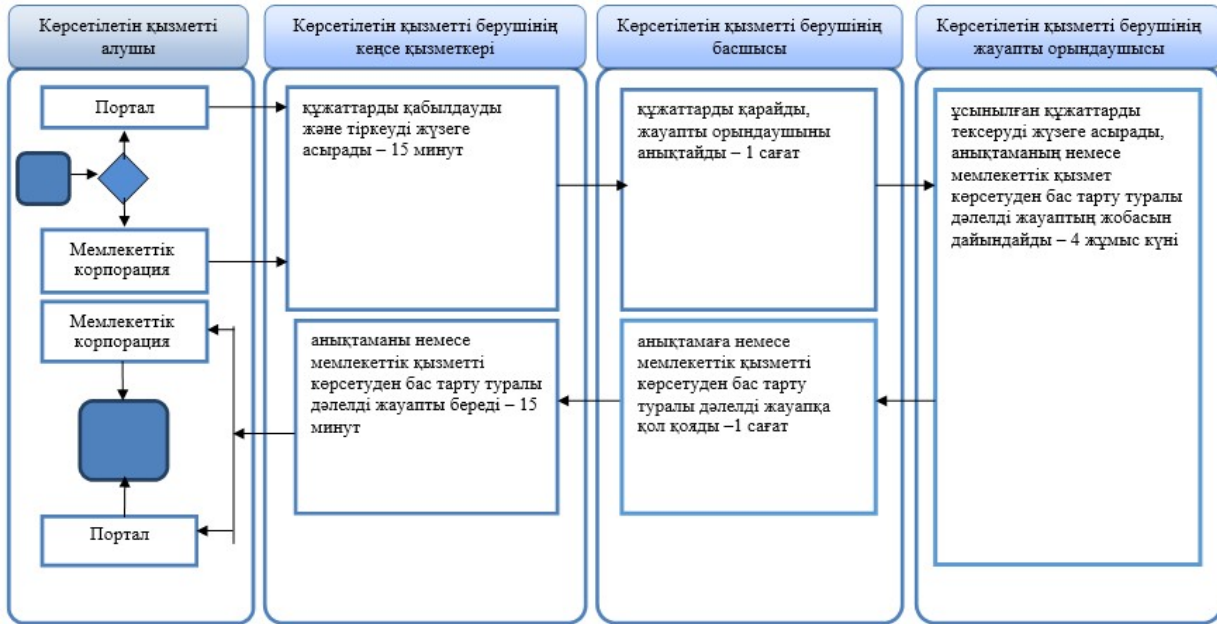 Көрсетілетін қызметті
алушы
Көрсетілетін қызметті берушінің
кеңсе қызметкері
Көрсетілетін қызметті берушінің
басшысы
Көрсетілетін қызметті берушінің
жауапты орындаушысы
Портал
Мемлекеттік
корпорация
құжаттарды қабылдауды
және тіркеуді жүзеге
асырады – 15 минут
құжаттарды қарайды,
жауапты орындаушыны
анықтайды – 1 сағат
ұсынылған құжаттарды
тексеруді жүзеге асырады,
анықтаманың немесе
мемлекеттік қызмет
көрсетуден бас тарту туралы
дәлелді жауаптың жобасын
дайындайды – 4 жұмыс күні
Мемлекеттік
корпорация
Портал
анықтаманы немесе
мемлекеттік қызметті
көрсетуден бас тарту туралы
дәлелді жауапты береді – 15
минут
анықтамаға немесе
мемлекеттік қызметті
көрсетуден бас тарту
туралы дәлелді жауапқа
қол қояды –1 сағат